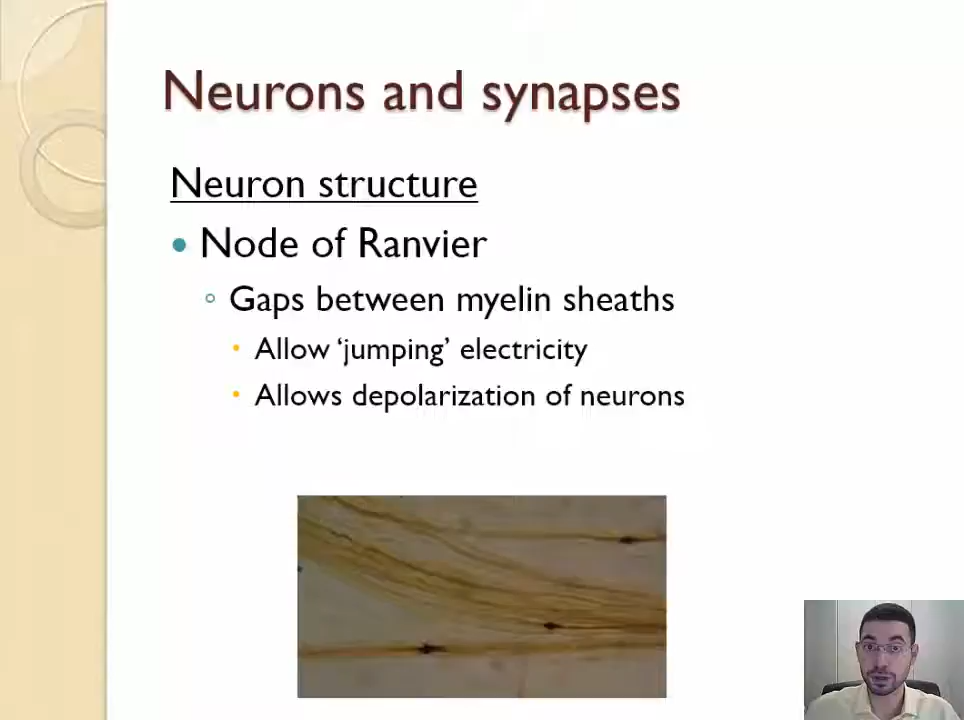 Neurons and synapses
Neuron structure
Node of Ranvier
Gaps between myelin sheaths
Allow ‘jumping’ electricity
Allows depolarization of neurons